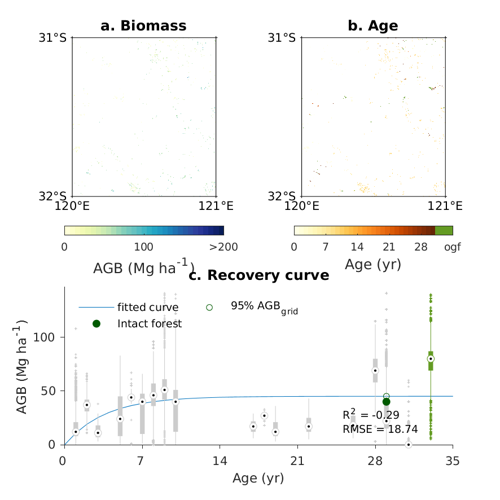 a. Biomass
b. Age
31°S
31°S
32°S
32°S
120°E
121°E
120°E
121°E
0
100
>200
0
7
14
21
28
ogf
AGB (Mg ha⁻¹)
Age (yr)
c. Recovery curve
fitted curve
95% AGB_grid
Intact forest
100
50
0
AGB (Mg ha⁻¹)
R² = -0.29
RMSE = 18.74
0
7
14
21
28
35
Age (yr)